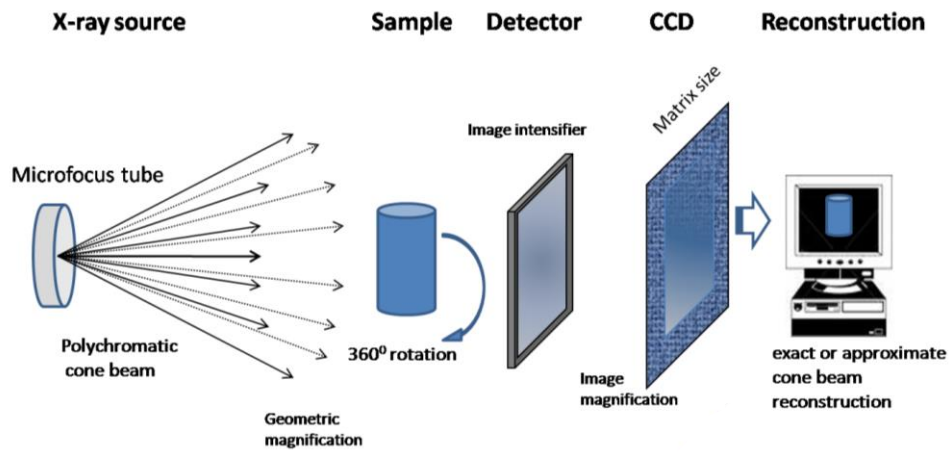 X-ray source
Sample
Detector
CCD
Reconstruction
Matrix size
Image intensifier
Microfocus tube
360⁰ rotation
Polychromatic
cone beam
Image
magnification
exact or approximate
cone beam
reconstruction
Geometric
magnification